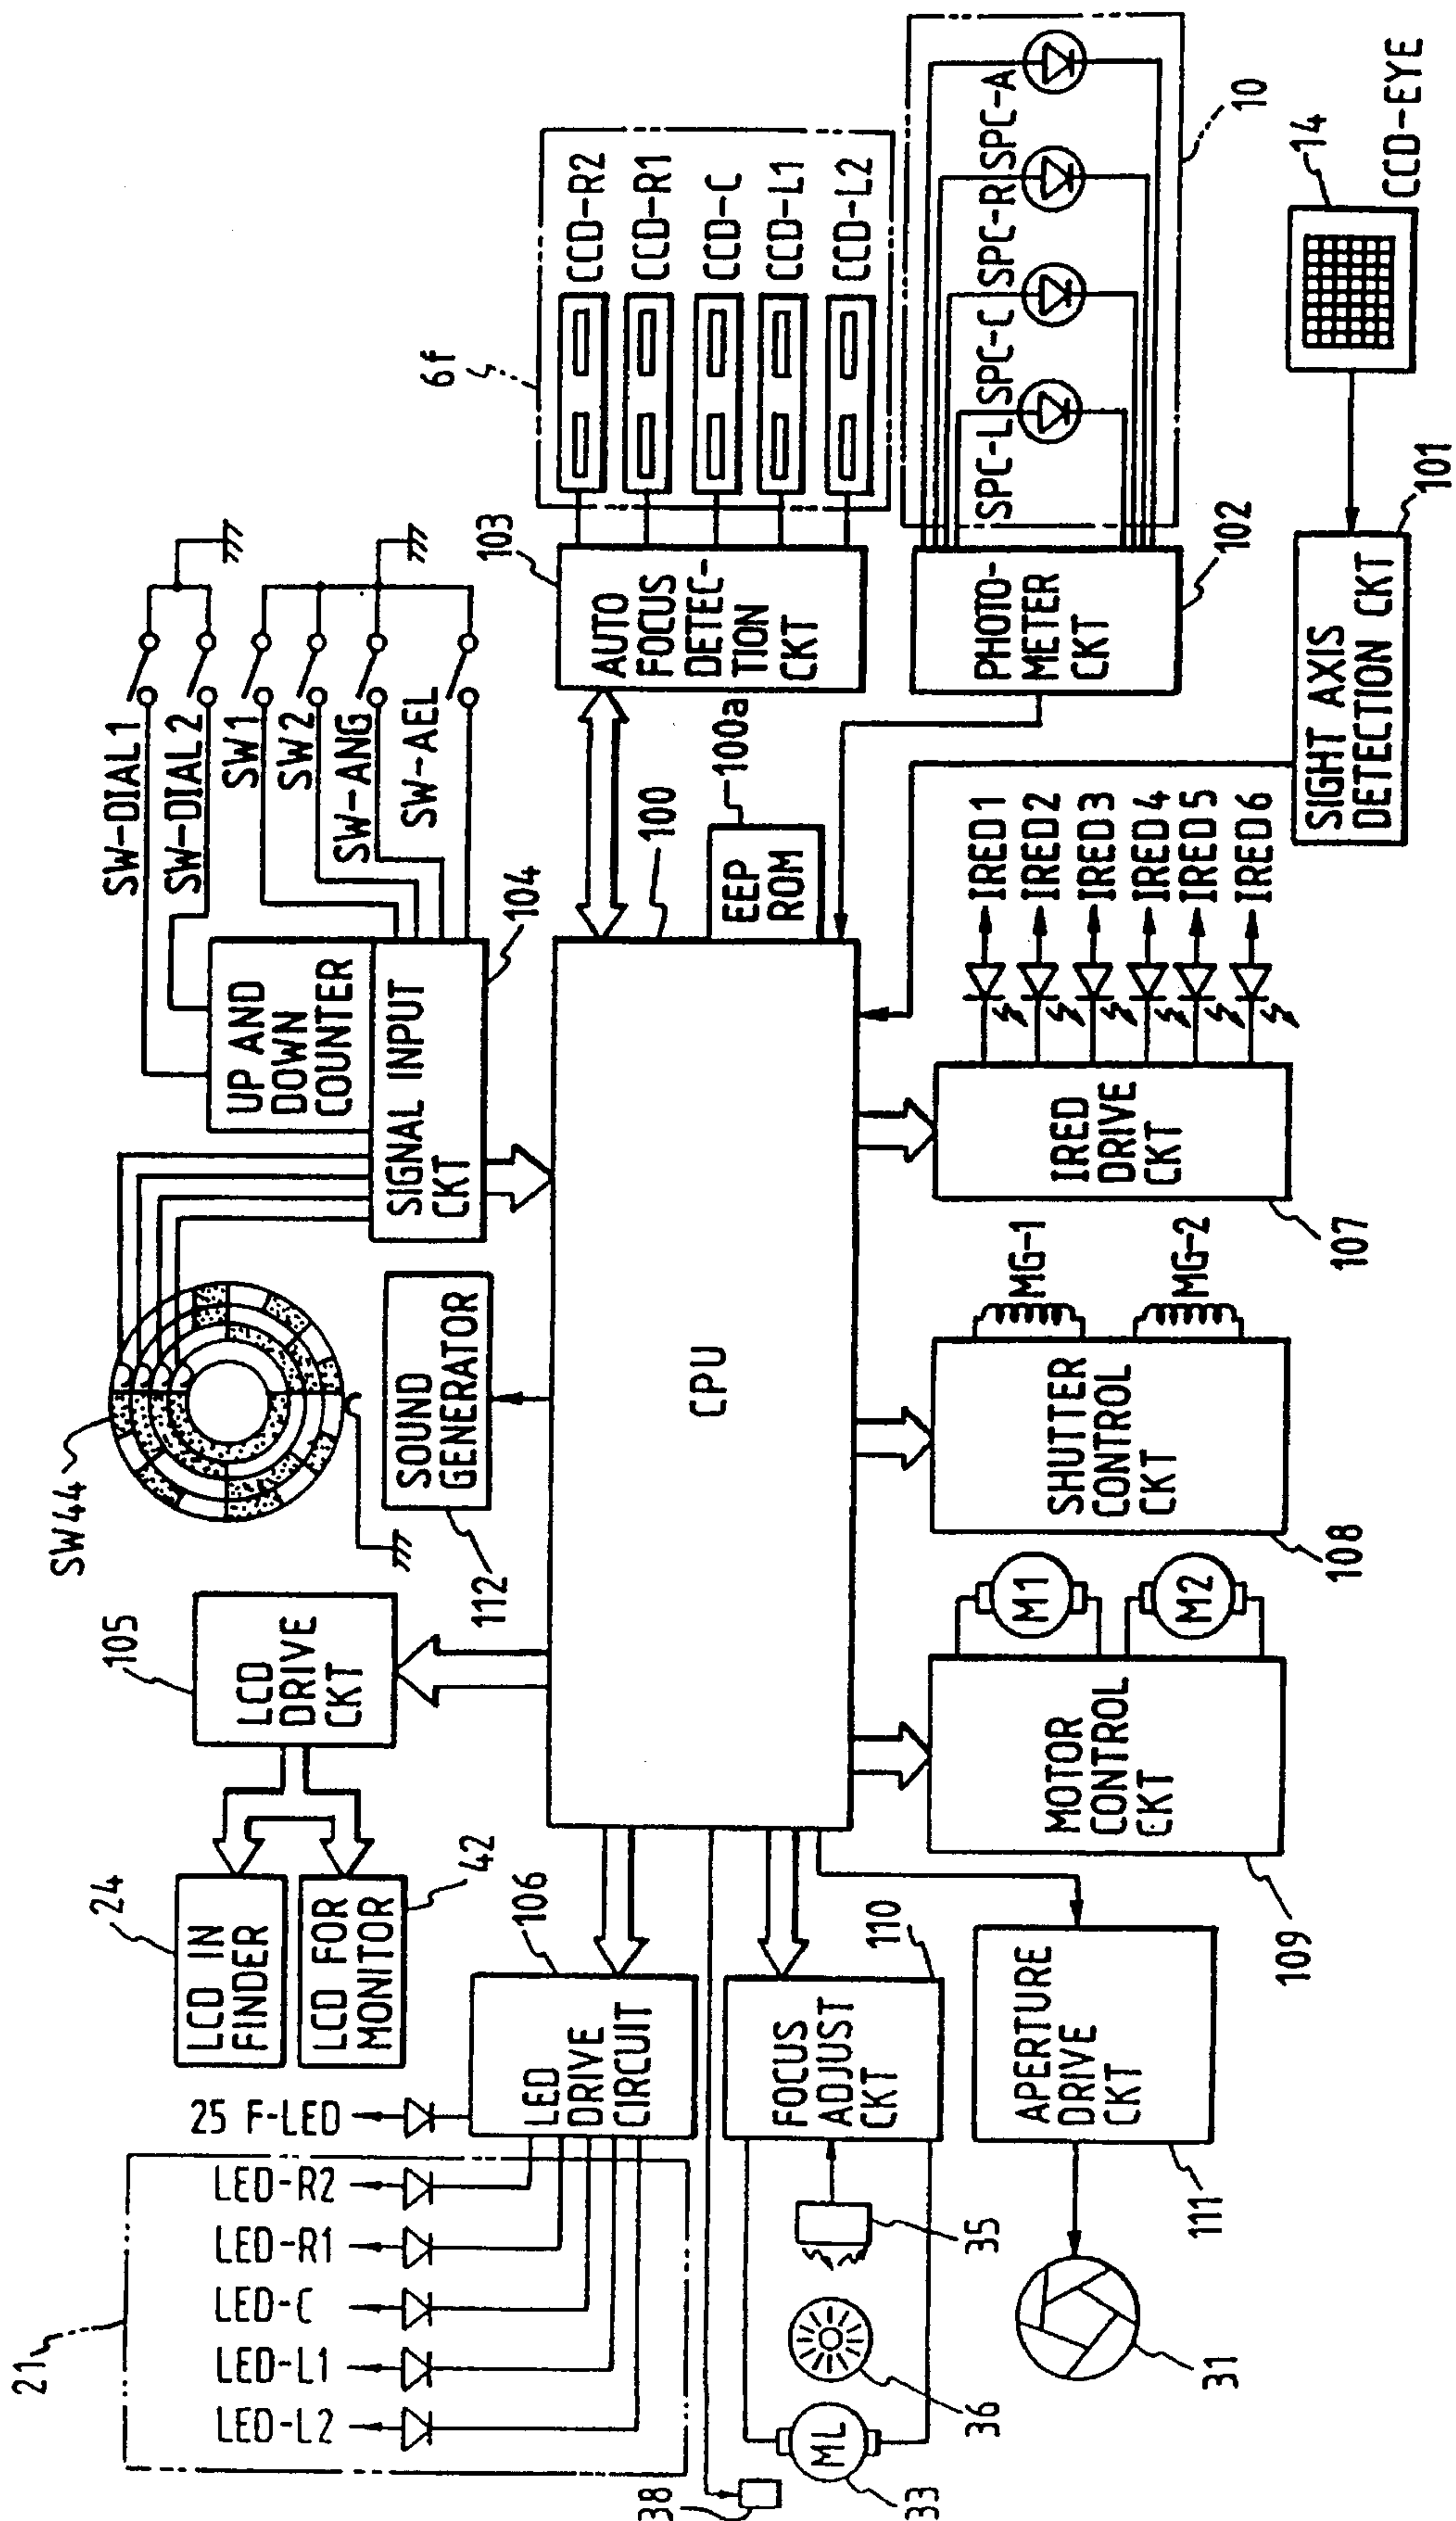 SW-DIAL1
SW-DIAL2
SW1
SW2
SW-ANG
SW-AEL
UP AND
DOWN
COUNTER
SIGNAL INPUT
CKT
104
SW44
SOUND
GENERATOR
112
105
LCD
DRIVE
CKT
24
LCD IN
FINDER
LCD FOR
MONITOR
42
25 F-LED
LED-R2
LED-R1
LED-C
LED-L1
LED-L2
21
LED
DRIVE
CIRCUIT
106
6f
CCD-R2
CCD-R1
CCD-C
CCD-L1
CCD-L2
103
AUTO
FOCUS
DETEC-
TION
CKT
100
100a
EEP
ROM
CPU
SPC-L
SPC-C
SPC-R
SPC-A
10
PHOTO-
METER
CKT
102
14
CCD-EYE
101
SIGHT AXIS
DETECTION CKT
IRED1
IRED2
IRED3
IRED4
IRED5
IRED6
IRED
DRIVE
CKT
107
MG-1
MG-2
SHUTTER
CONTROL
CKT
108
M1
M2
MOTOR
CONTROL
CKT
109
FOCUS
ADJUST
CKT
110
35
36
ML
33
38
APERTURE
DRIVE
CKT
111
31